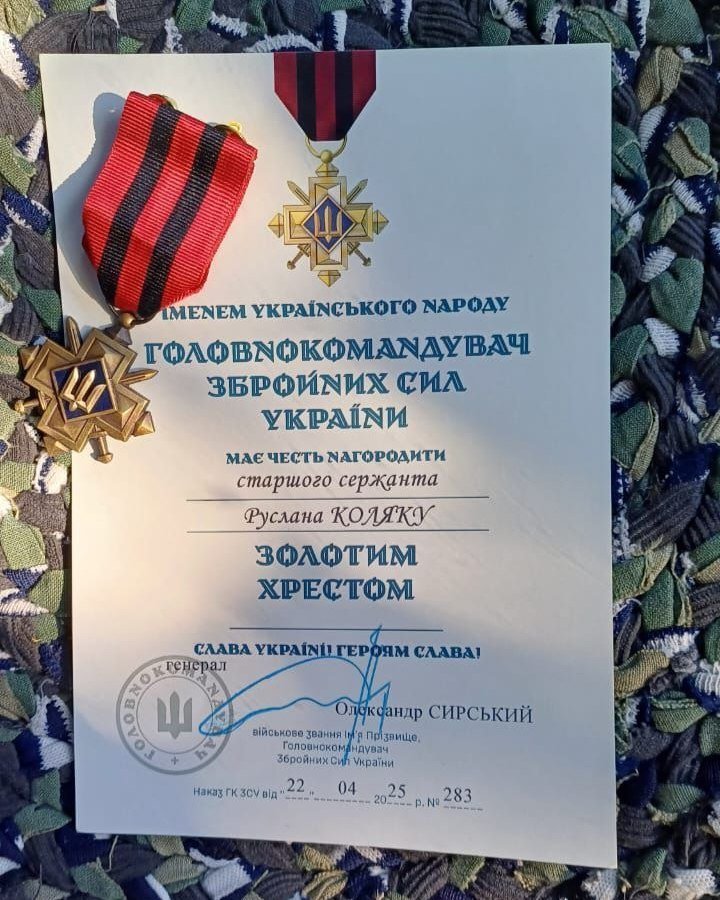 ІМЕНЕМ УКРАЇНСЬКОГО НАРОДУ
ГОЛОВНОКОМАНДУВАЧ
ЗБРОЙНИХ СИЛ
УКРАЇНИ
МАЄ ЧЕСТЬ НАГОРОДИТИ
старшого сержанта
Руслана КОЛЯКУ
ЗОЛОТИМ
ХРЕСТОМ
СЛАВА УКРАЇНІ! ГЕРОЯМ СЛАВА!
генерал
ГОЛОВНОКОМАНДУВАЧ
Олександр СИРСЬКИЙ
військове звання Ім'я Прізвище,
Головнокомандувач
Збройних Сил України
Наказ ГК ЗСУ від "22" 04 2025 р. № 283